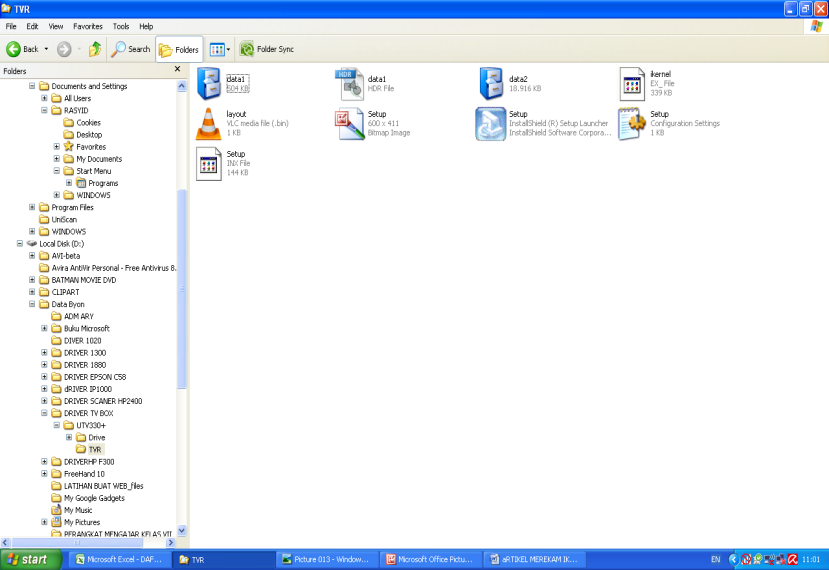 TVR
File Edit View Favorites Tools Help
Back Search Folders Folder Sync
Folders
Documents and Settings
All Users
RASYID
Cookies
Desktop
Favorites
My Documents
Start Menu
Programs
WINDOWS
Program Files
UniScan
WINDOWS
Local Disk (D:)
AVI-beta
Avira AntiVir Personal - Free Antivirus 8.
BATMAN MOVIE DVD
CLIPART
Data Byon
ADM ARY
Buku Microsoft
DIVER 1020
DRIVER 1300
DRIVER 1880
DRIVER EPSON C58
dRIVER IP1000
DRIVER SCANER HP2400
DRIVER TV BOX
UTV330+
Drive
TVR
DRIVERHP F300
FreeHand 10
LATIHAN BUAT WEB_files
My Google Gadgets
My Music
My Pictures
PERANGKAT MENGAJAR KELAS VII
data1
504 KB
HDR
data1
HDR File
data2
18.916 KB
ikernel
EX_ File
339 KB
layout
VLC media file (.bin)
1 KB
Setup
600 x 411
Bitmap Image
Setup
InstallShield (R) Setup Launcher
InstallShield Software Corpora...
Setup
Configuration Settings
1 KB
Setup
INX File
144 KB
start Microsoft Excel - DAF... TVR Picture 013 - Window... Microsoft Office Pictu... aRTIKEL MEREKAM IK... EN 11:01